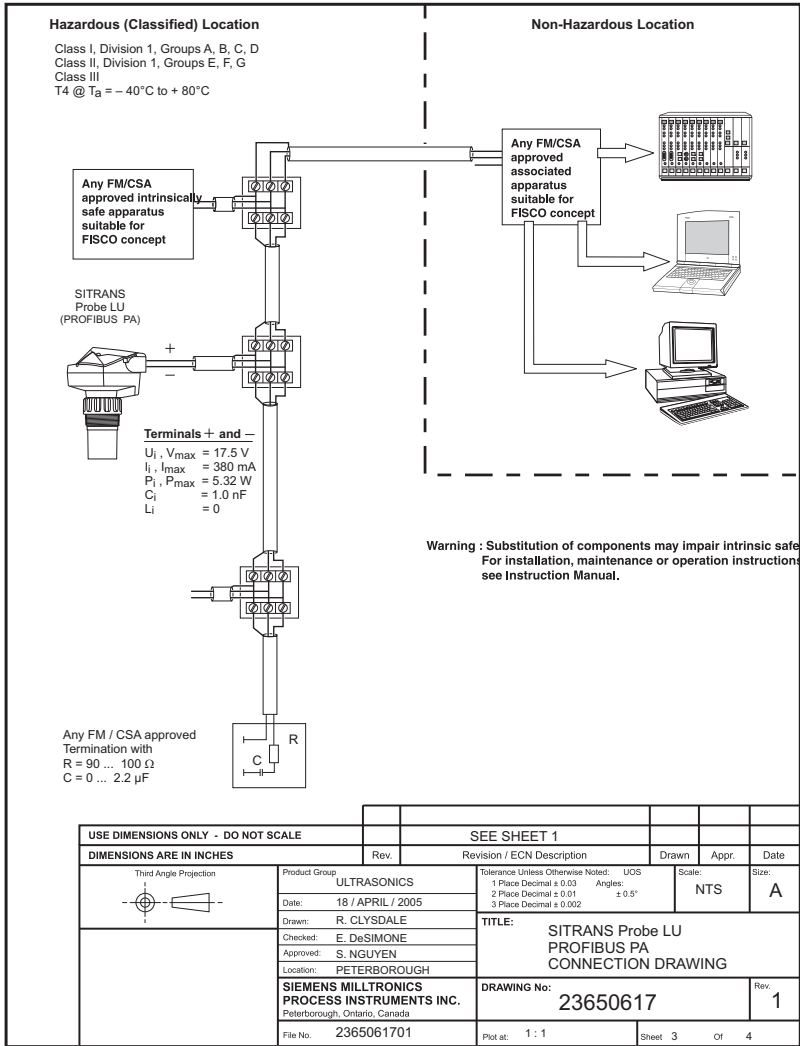 Hazardous (Classified) Location
Class I, Division 1, Groups A, B, C, D
Class II, Division 1, Groups E, F, G
Class III
T4 @ Ta = – 40°C to + 80°C
Non-Hazardous Location
Any FM/CSA
approved
associated
apparatus
suitable for
FISCO concept
Any FM/CSA
approved intrinsically
safe apparatus
suitable for
FISCO concept
SITRANS
Probe LU
(PROFIBUS PA)
+
–
Terminals + and –
Ui , Vmax = 17.5 V
Ii , Imax = 380 mA
Pi , Pmax = 5.32 W
Ci = 1.0 nF
Li = 0
Warning : Substitution of components may impair intrinsic safe
For installation, maintenance or operation instructions
see Instruction Manual.
Any FM / CSA approved
Termination with
R = 90 ... 100 Ω
C = 0 ... 2.2 µF
R
C
USE DIMENSIONS ONLY - DO NOT SCALE
SEE SHEET 1
DIMENSIONS ARE IN INCHES
Rev.
Revision / ECN Description
Drawn
Appr.
Date
Third Angle Projection
Product Group
ULTRASONICS
Date: 18 / APRIL / 2005
Drawn: R. CLYSDALE
Checked: E. DeSIMONE
Approved: S. NGUYEN
Location: PETERBOROUGH
Tolerance Unless Otherwise Noted: UOS
1 Place Decimal ± 0.03 Angles:
2 Place Decimal ± 0.01 ± 0.5°
3 Place Decimal ± 0.002
Scale:
NTS
Size:
A
TITLE:
SITRANS Probe LU
PROFIBUS PA
CONNECTION DRAWING
SIEMENS MILLTRONICS
PROCESS INSTRUMENTS INC.
Peterborough, Ontario, Canada
DRAWING No:
23650617
Rev.
1
File No. 2365061701
Plot at: 1 : 1
Sheet 3 Of 4